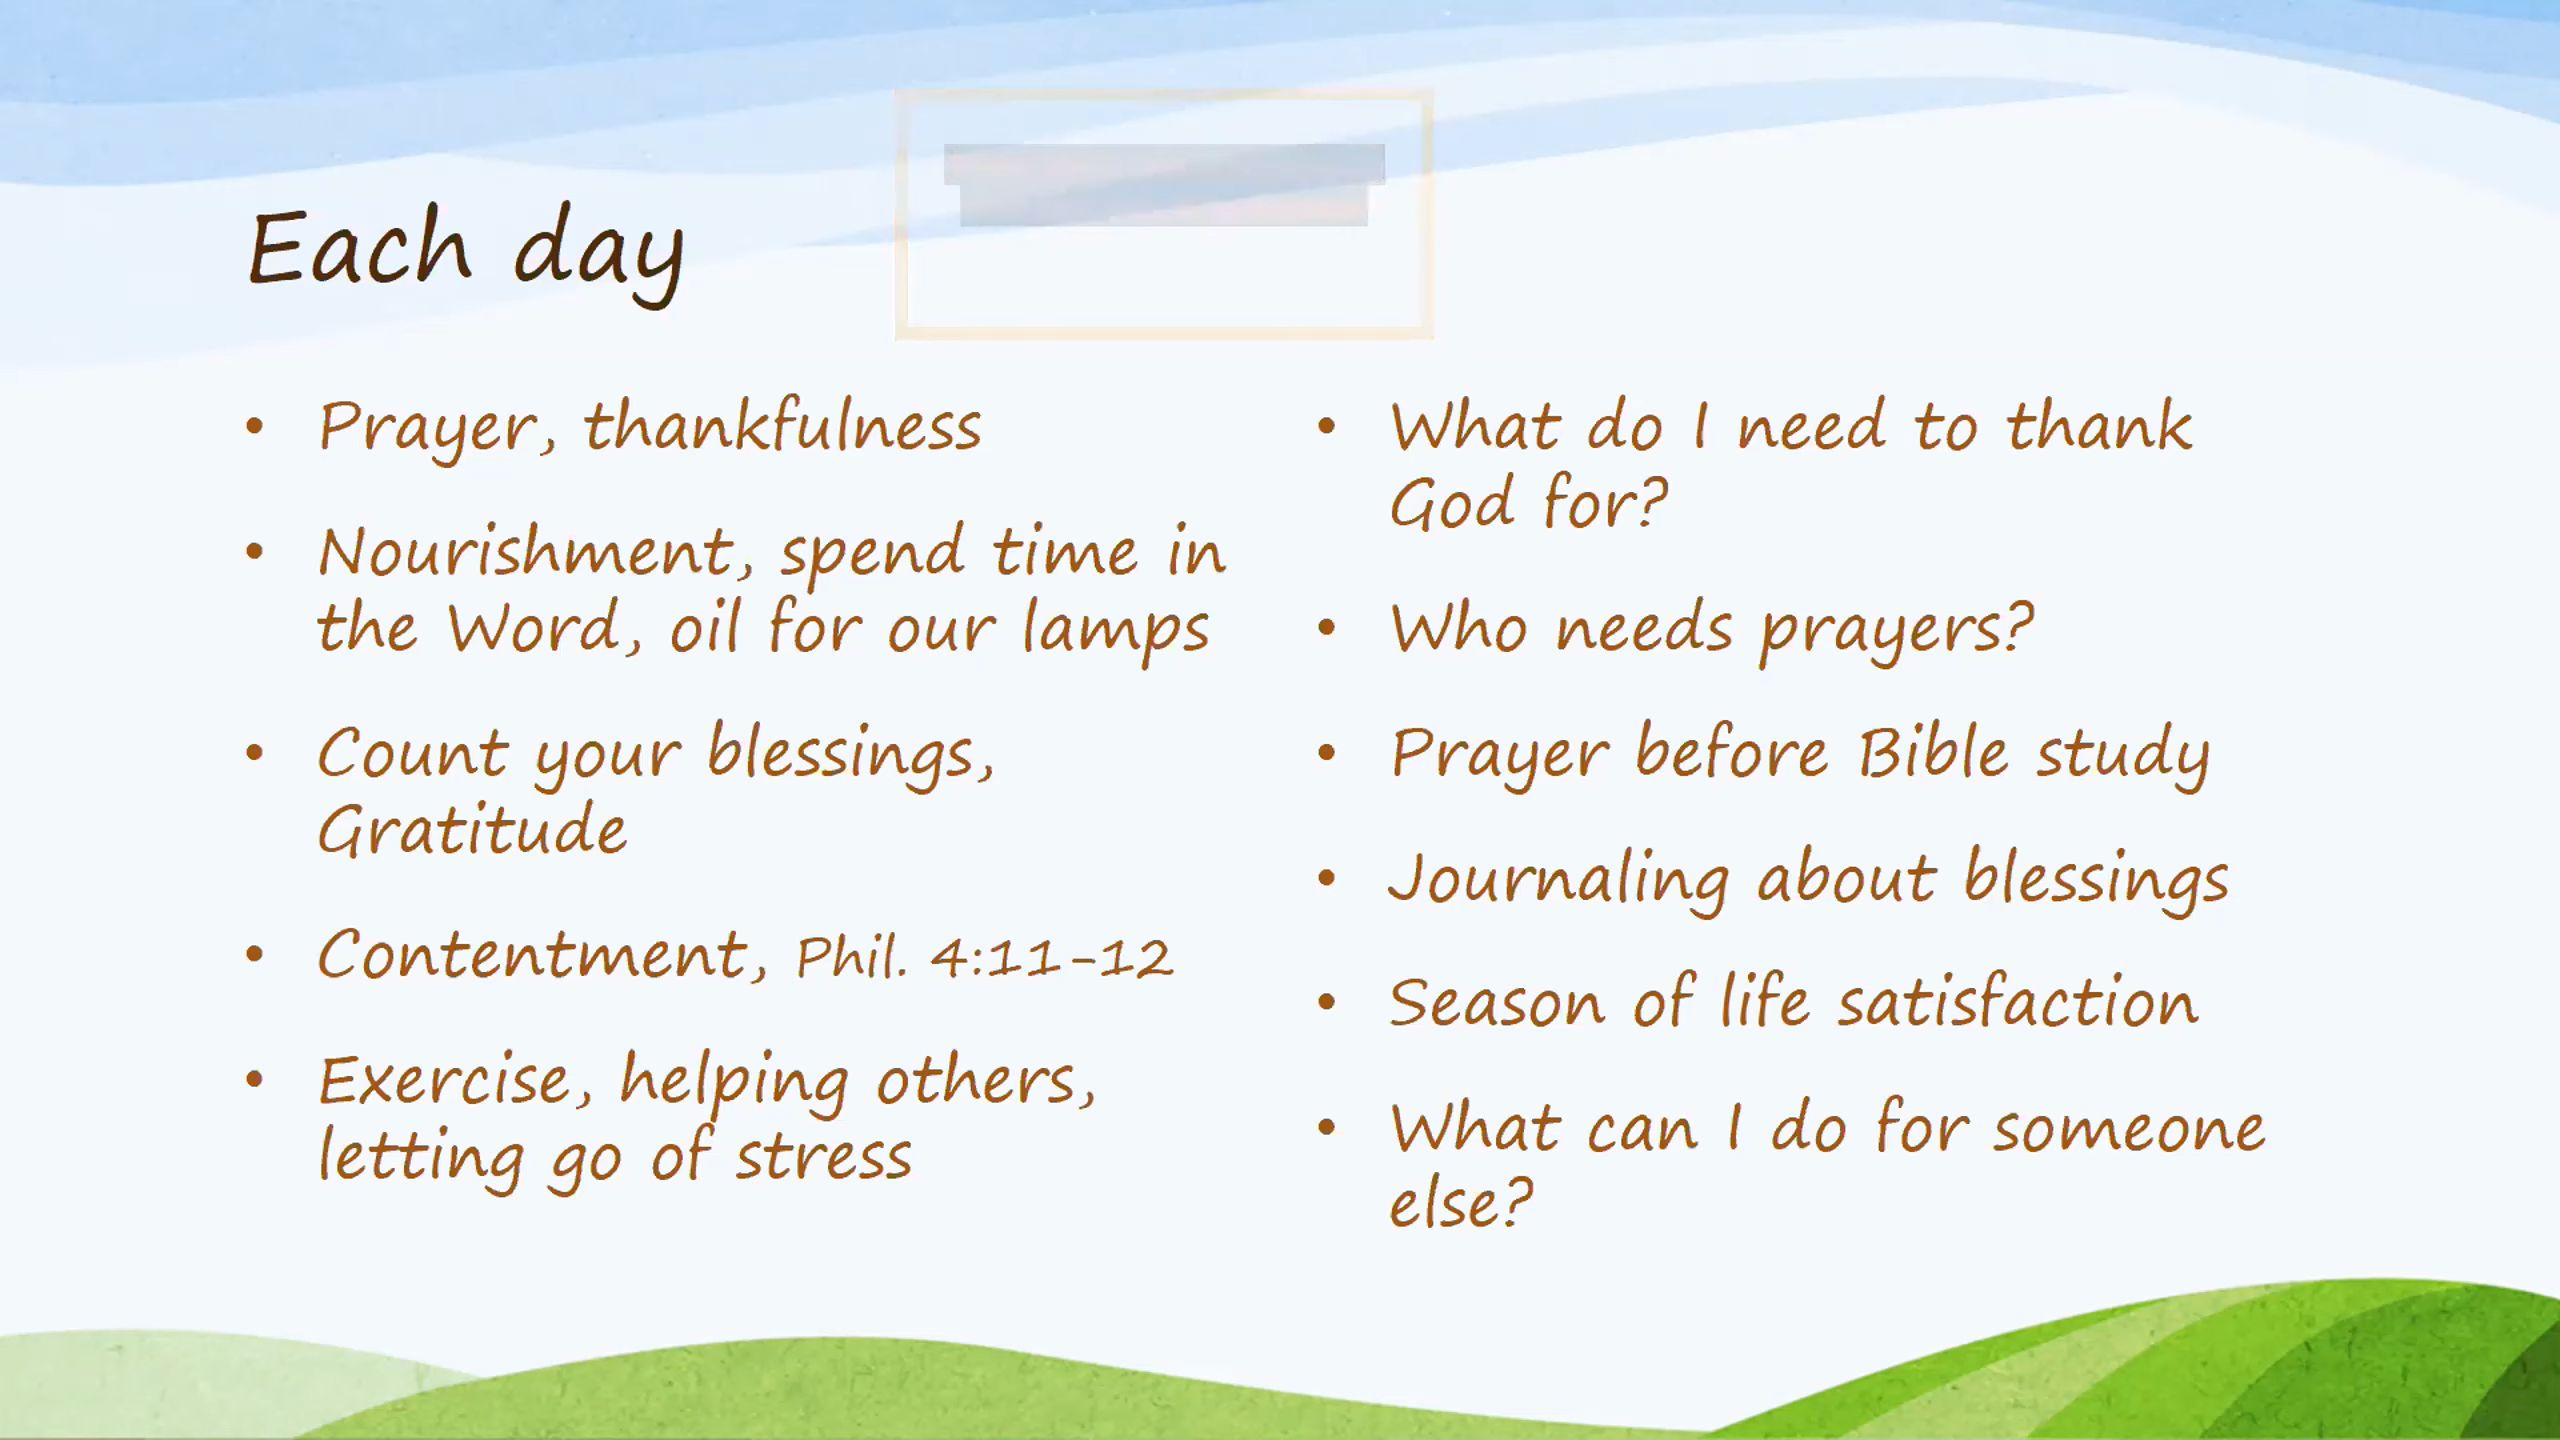 Each day
• Prayer, thankfulness
• Nourishment, spend time in
the Word, oil for our lamps
• Count your blessings,
Gratitude
• Contentment, Phil. 4:11-12
• Exercise, helping others,
letting go of stress
• What do I need to thank
God for?
• Who needs prayers?
• Prayer before Bible study
• Journaling about blessings
• Season of life satisfaction
• What can I do for someone
else?